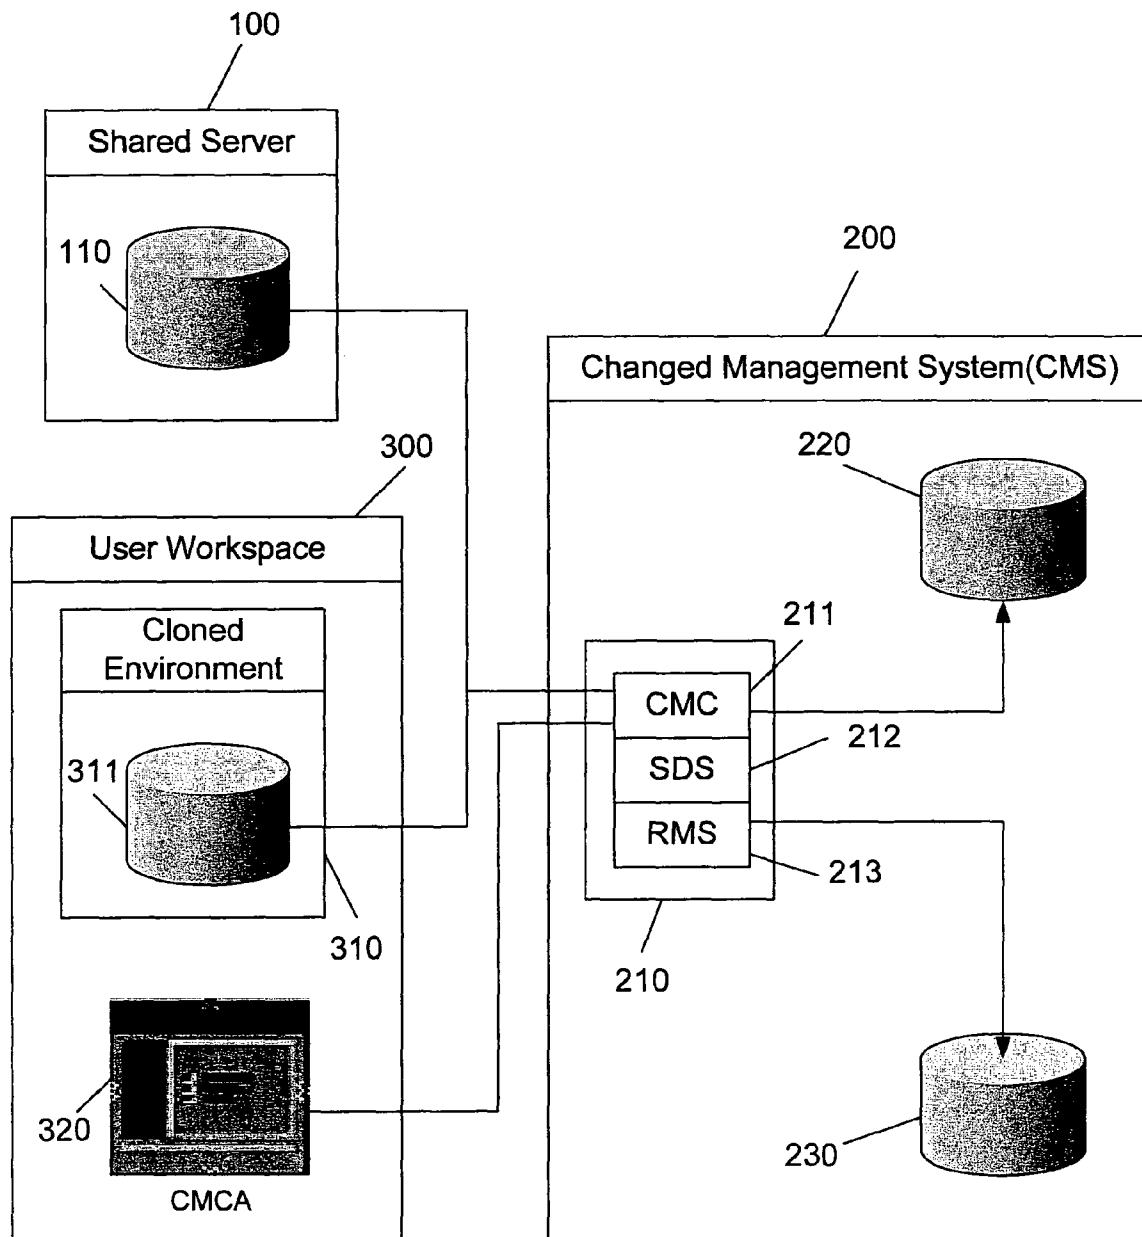 100
Shared Server
110
200
Changed Management System(CMS)
220
300
User Workspace
Cloned
Environment
211
CMC
212
SDS
311
RMS
213
310
210
320
230
CMCA